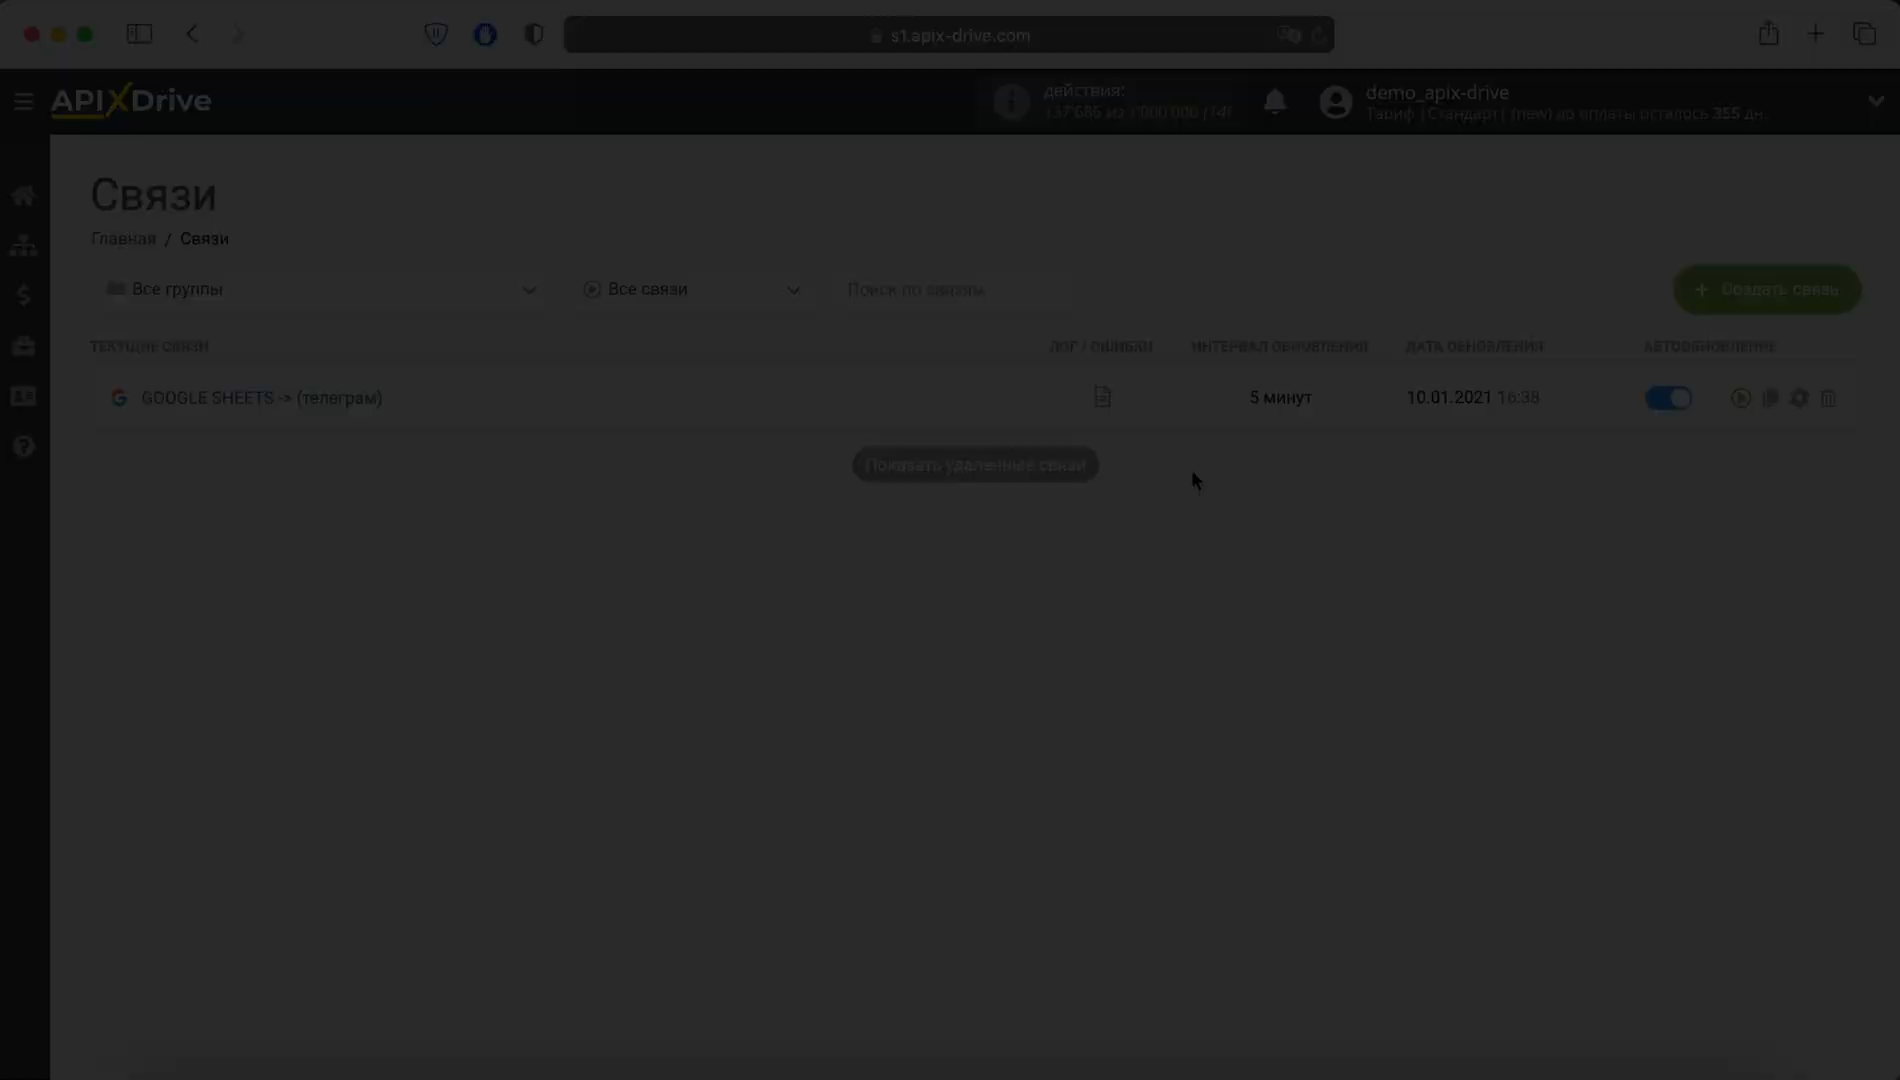 s1.apix-drive.com
APIXDrive
действия:
137'686 из 1'000'000 (14)
demo_apix-drive
Тариф |Стандарт| (new) до оплаты осталось 355 дн.
Связи
Главная / Связи
Все группы
Все связи
Поиск по связям
+ Создать связь
ТЕКУЩИЕ СВЯЗИ
ЛОГ / ОШИБКИ
ИНТЕРВАЛ ОБНОВЛЕНИЯ
ДАТА ОБНОВЛЕНИЯ
АВТООБНОВЛЕНИЕ
GOOGLE SHEETS -> (телеграм)
5 минут
10.01.2021 16:38
Показать удаленные связи